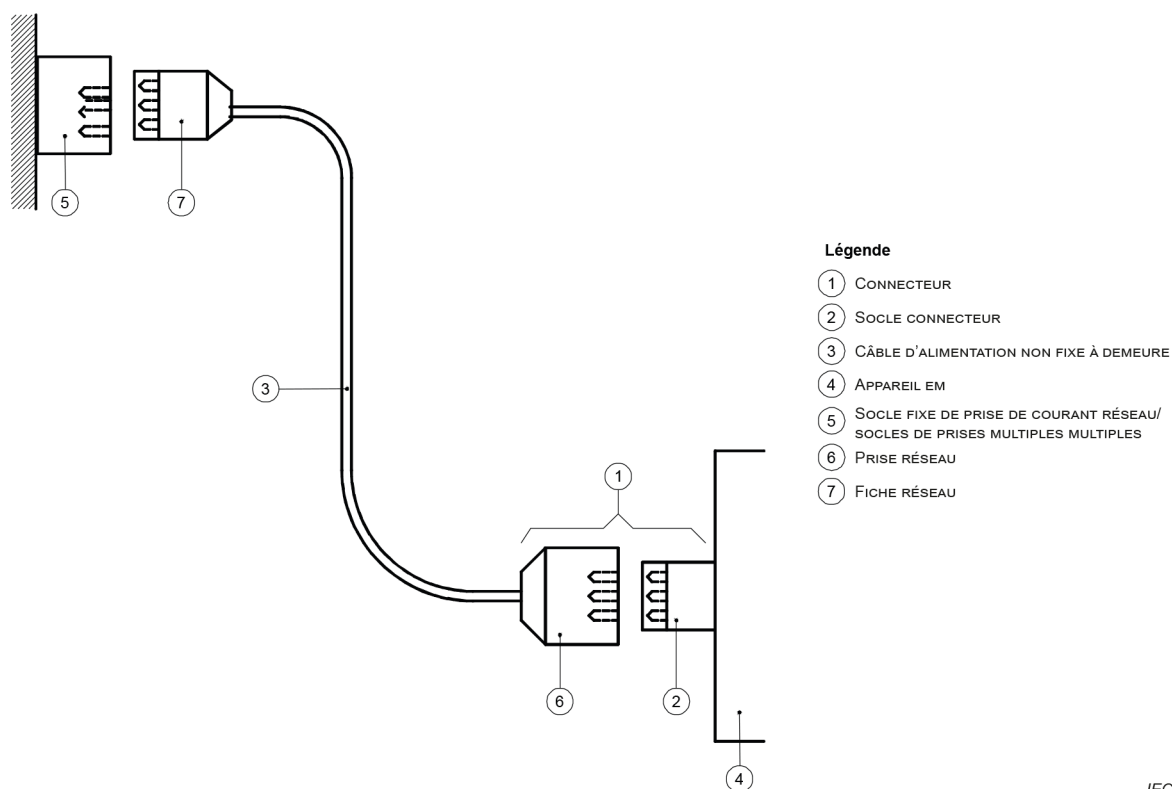 5
7
Légende
1 CONNECTEUR
2 SOCLE CONNECTEUR
3 CÂBLE D'ALIMENTATION NON FIXE À DEMEURE
4 APPAREIL EM
5 SOCLE FIXE DE PRISE DE COURANT RÉSEAU/
SOCLES DE PRISES MULTIPLES MULTIPLES
6 PRISE RÉSEAU
7 FICHE RÉSEAU
3
1
6
2
4
IEC